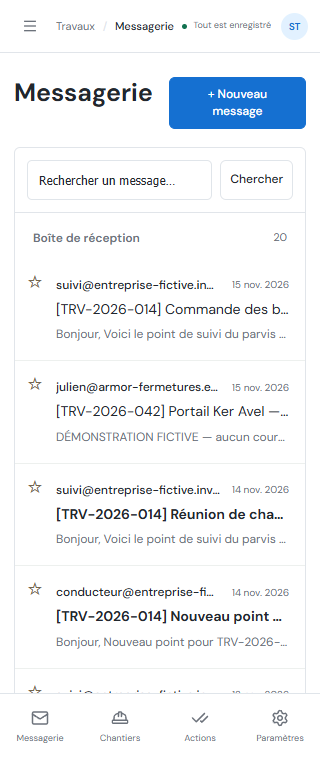 Travaux / Messagerie Tout est enregistré ST
Messagerie
+ Nouveau
message
Rechercher un message... Chercher
Boîte de réception 20
suivi@entreprise-fictive.in... 15 nov. 2026
[TRV-2026-014] Commande des b...
Bonjour, Voici le point de suivi du parvis ...
julien@armor-fermetures.e... 15 nov. 2026
[TRV-2026-042] Portail Ker Avel —...
DÉMONSTRATION FICTIVE — aucun cour...
suivi@entreprise-fictive.inv... 14 nov. 2026
[TRV-2026-014] Réunion de cha...
Bonjour, Voici le point de suivi du parvis ...
conducteur@entreprise-fi... 14 nov. 2026
[TRV-2026-014] Nouveau point ...
Bonjour, Nouveau point pour TRV-2026-...
Messagerie Chantiers Actions Paramètres